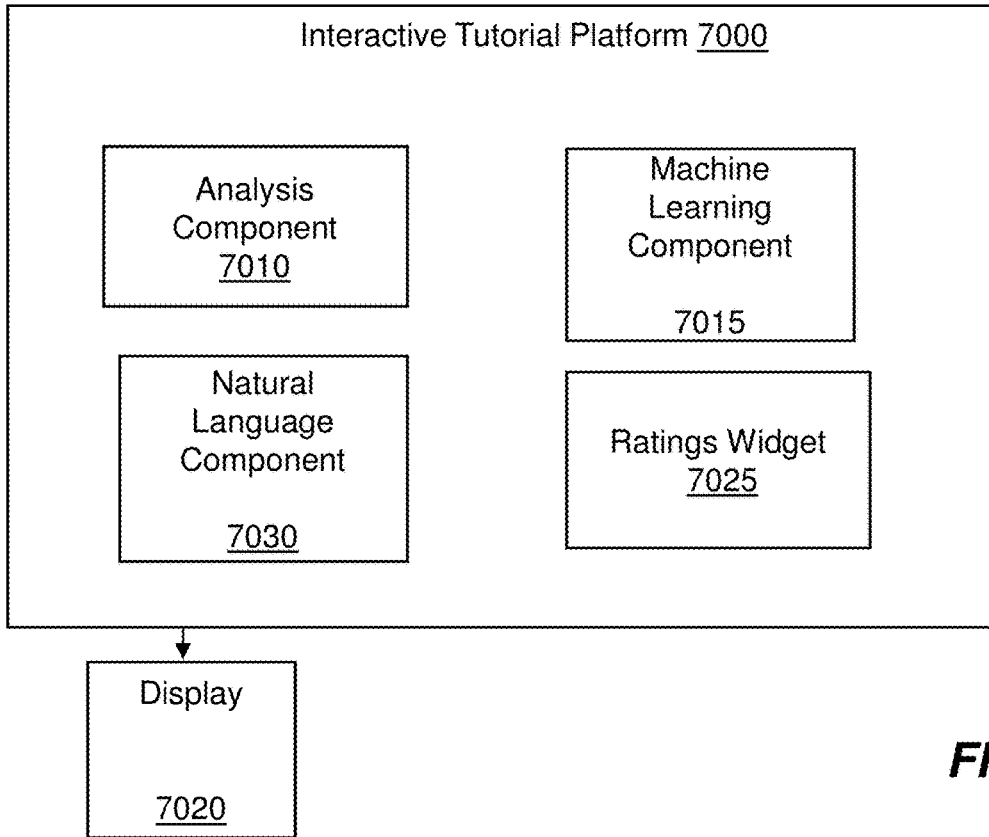 Interactive Tutorial Platform 7000
Analysis
Component
7010
Machine
Learning
Component
7015
Natural
Language
Component
7030
Ratings Widget
7025
Display
7020